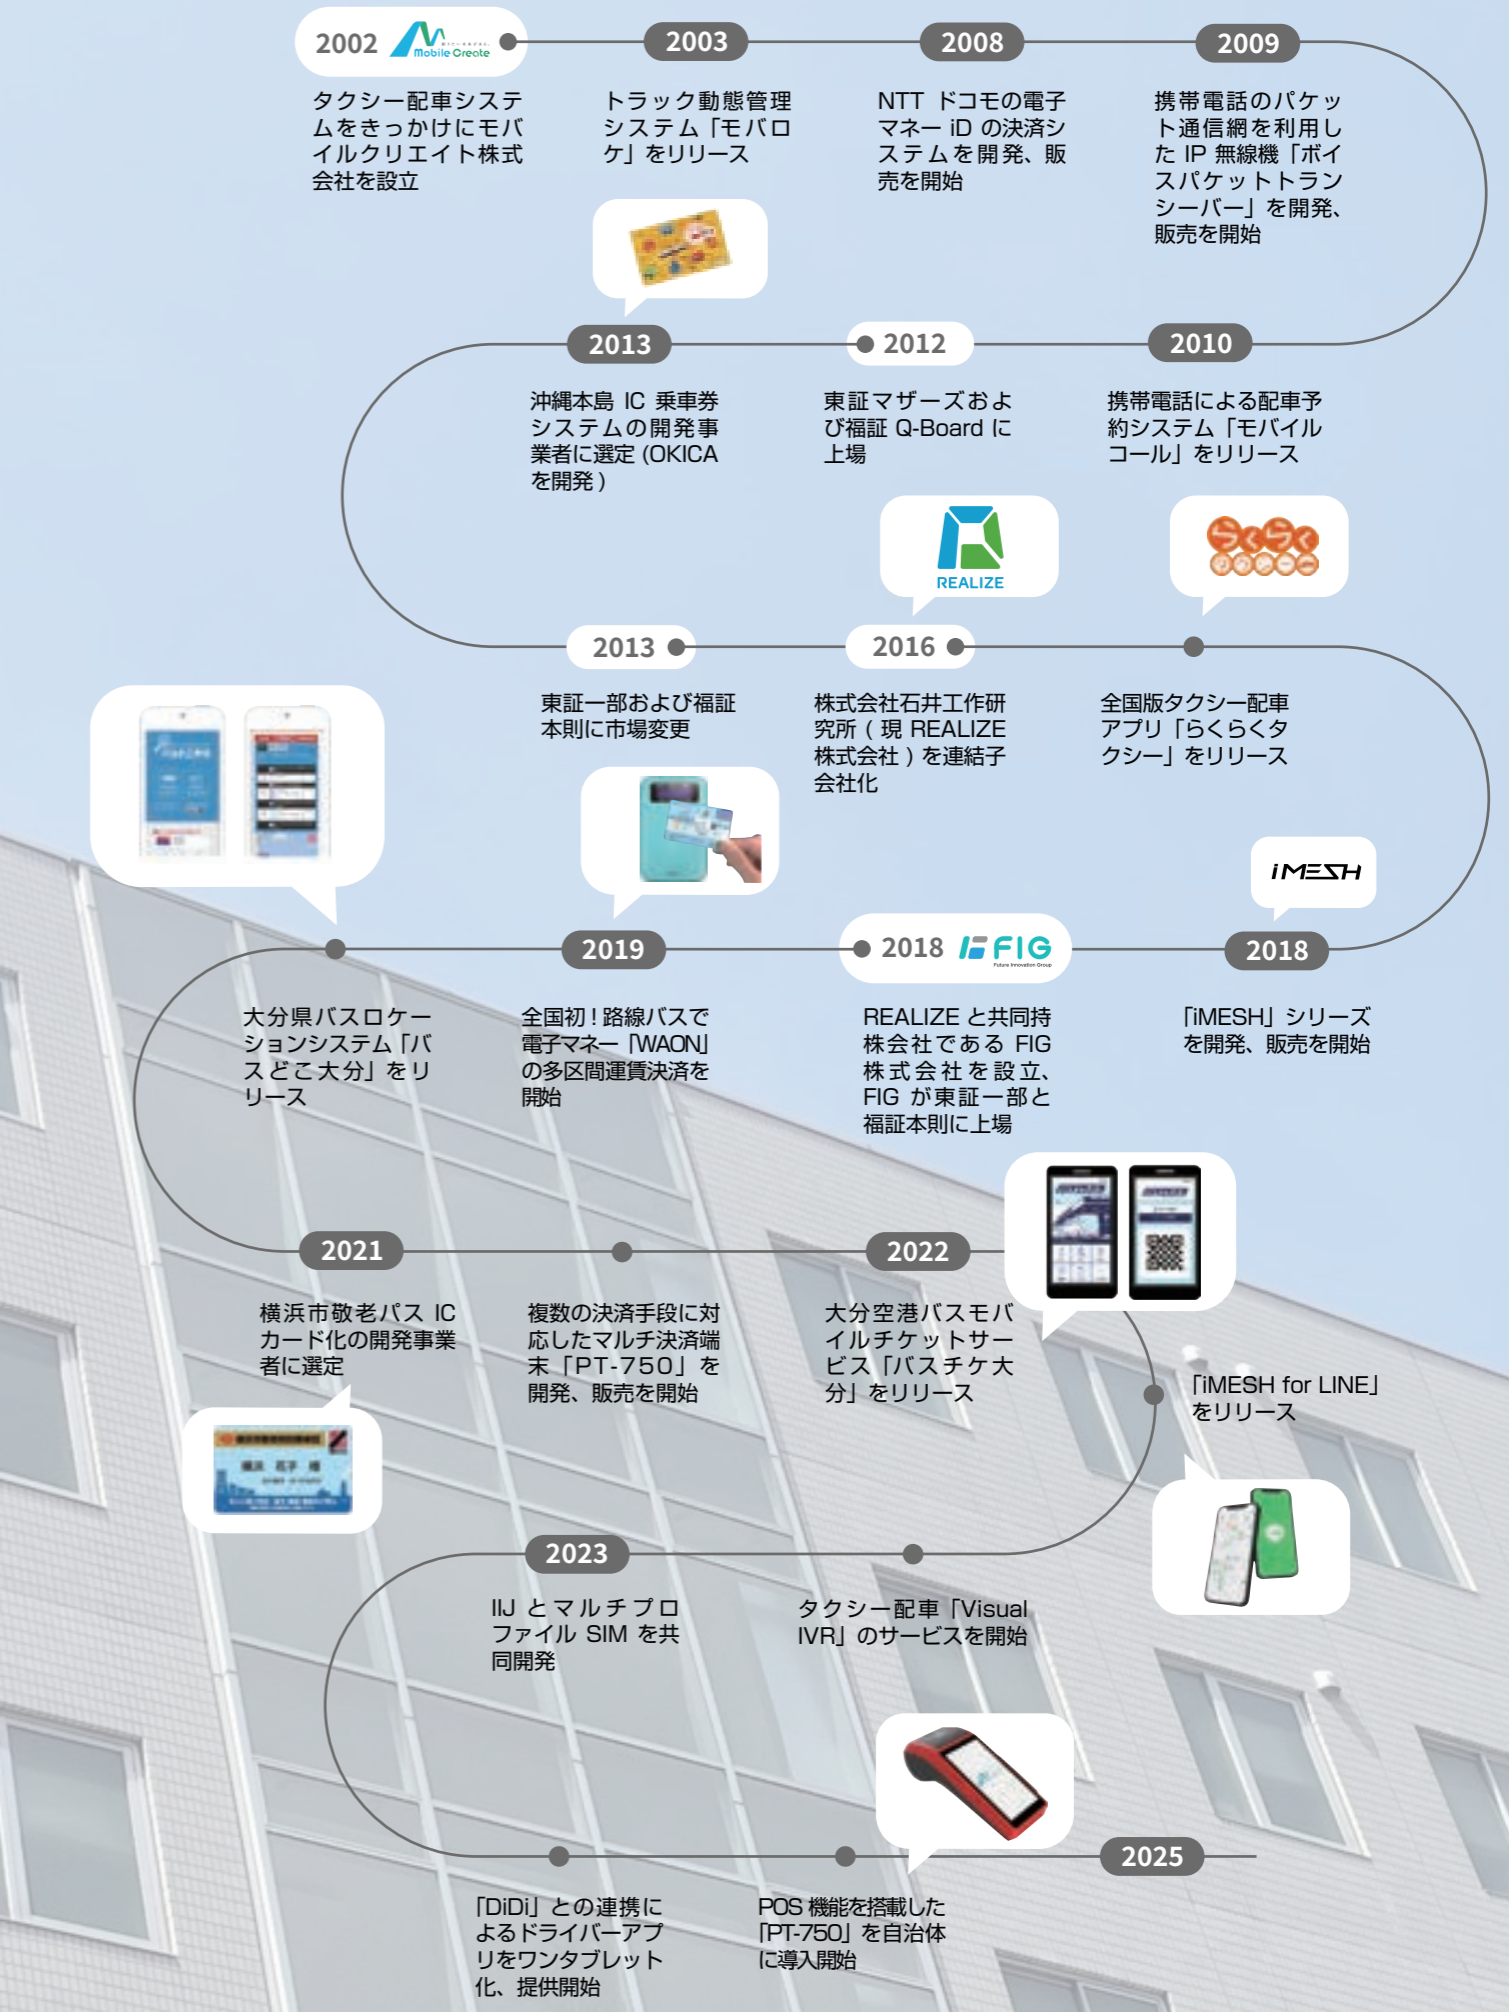 2002
Mobile Create
タクシー配車システ
ムをきっかけにモバ
イルクリエイト株式
会社を設立
2003
トラック動態管理
システム「モバロ
ケ」をリリース
2008
NTT ドコモの電子
マネー iD の決済シ
ステムを開発、販
売を開始
2009
携帯電話のパケッ
ト通信網を利用し
た IP 無線機「ボイ
スパケットトラン
シーバー」を開発、
販売を開始
2010
携帯電話による配車予
約システム「モバイル
コール」をリリース
2012
東証マザーズおよ
び福証 Q-Board に
上場
2013
沖縄本島 IC 乗車券
システムの開発事
業者に選定 (OKICA
を開発 )
2013
東証一部および福証
本則に市場変更
REALIZE
2016
株式会社石井工作研
究所 ( 現 REALIZE
株式会社 ) を連結子
会社化
らくらく
全国版タクシー配車
アプリ「らくらくタ
クシー」をリリース
iMESH
2018
「iMESH」シリーズ
を開発、販売を開始
2018
FIG
Future Innovation Group
REALIZE と共同持
株会社である FIG
株式会社を設立、
FIG が東証一部と
福証本則に上場
2019
全国初！路線バスで
電子マネー「WAON」
の多区間運賃決済を
開始
大分県バスロケー
ションシステム「バ
スどこ大分」をリ
リース
2021
横浜市敬老パス IC
カード化の開発事業
者に選定
横浜 花子 様
複数の決済手段に対
応したマルチ決済端
末「PT-750」を
開発、販売を開始
2022
大分空港バスモバ
イルチケットサー
ビス「バスチケ大
分」をリリース
「iMESH for LINE」
をリリース
タクシー配車「Visual
IVR」のサービスを開始
2023
IIJ とマルチプロ
ファイル SIM を共
同開発
「DiDi」との連携に
よるドライバーアプ
リをワンタブレット
化、提供開始
POS 機能を搭載した
「PT-750」を自治体
に導入開始
2025